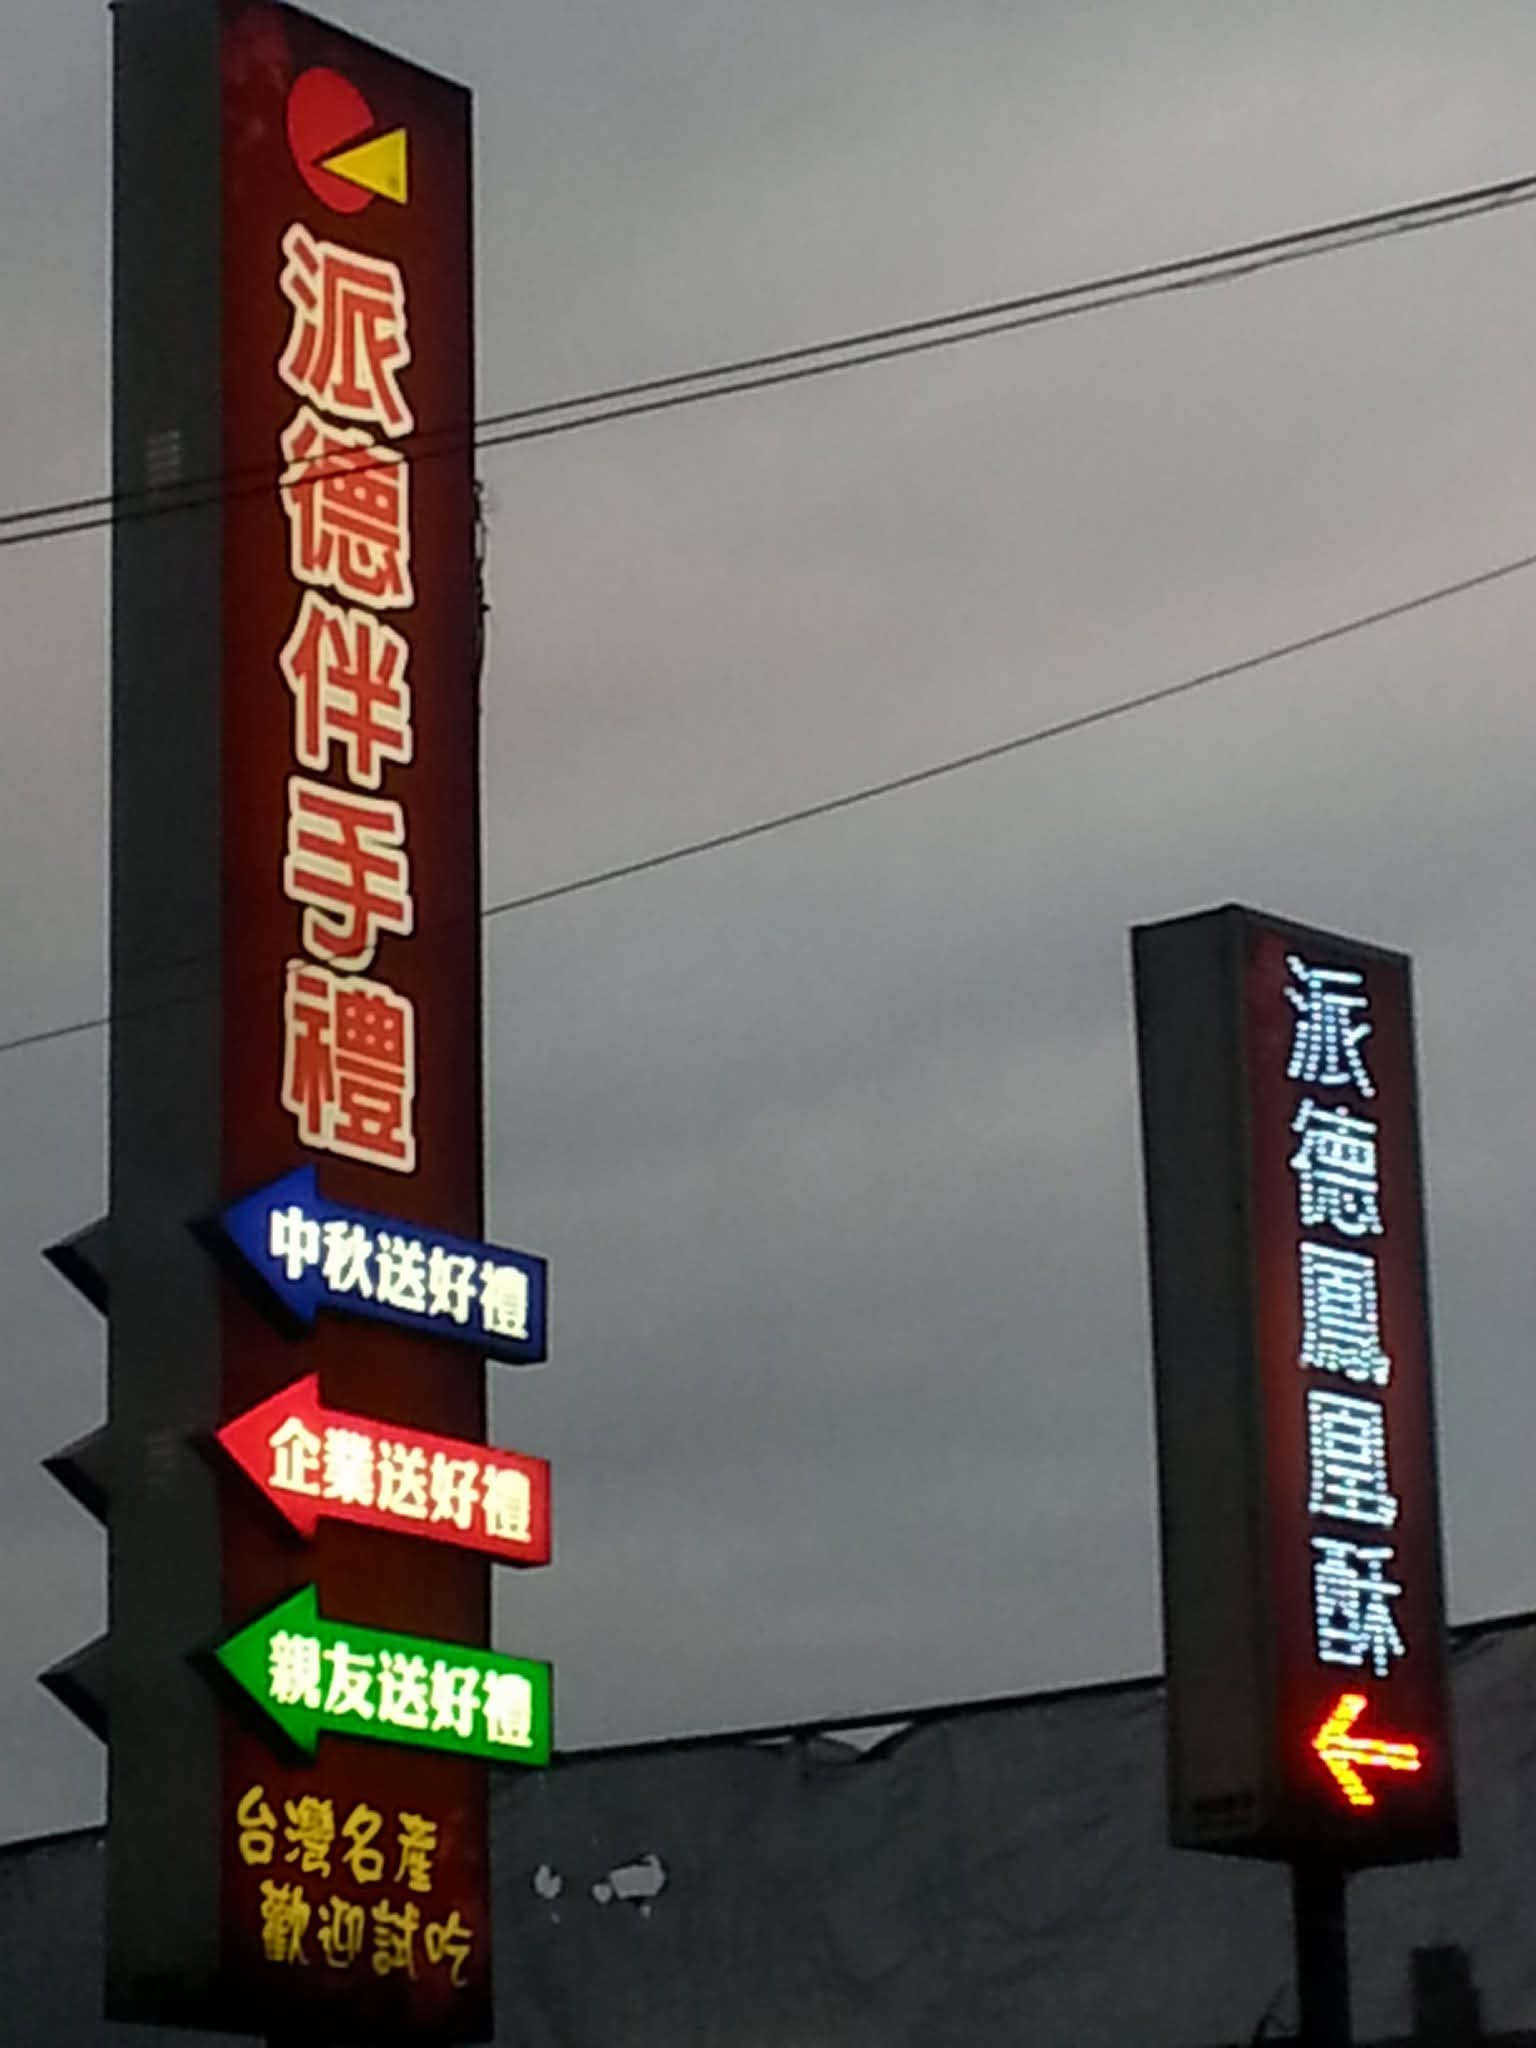 派德伴手禮
中秋送好禮
企業送好禮
親友送好禮
台灣名產
歡迎試吃
派德鳳凰酥